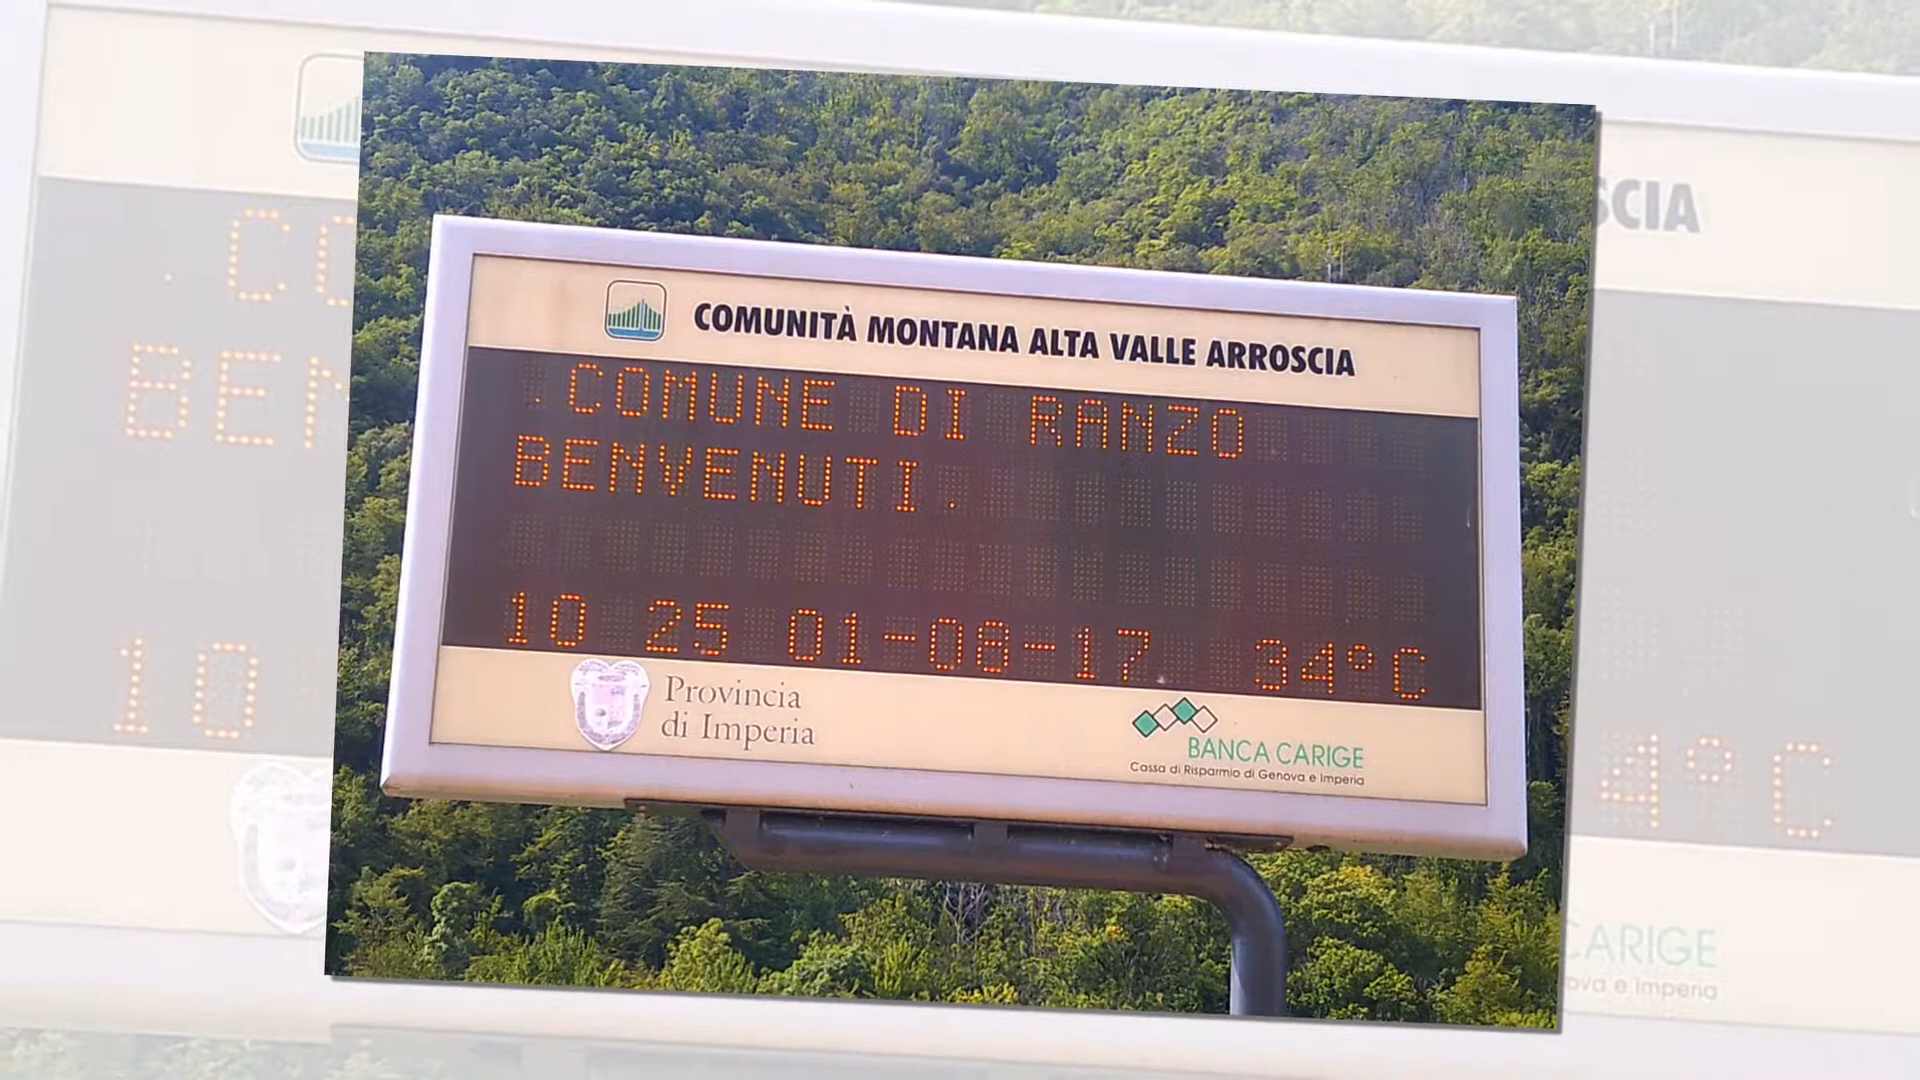 COMUNITÀ MONTANA ALTA VALLE ARROSCIA
.COMUNE DI RANZO
BENVENUTI.
10 25 01-08-17 34°C
Provincia
di Imperia
BANCA CARIGE
Cassa di Risparmio di Genova e Imperia